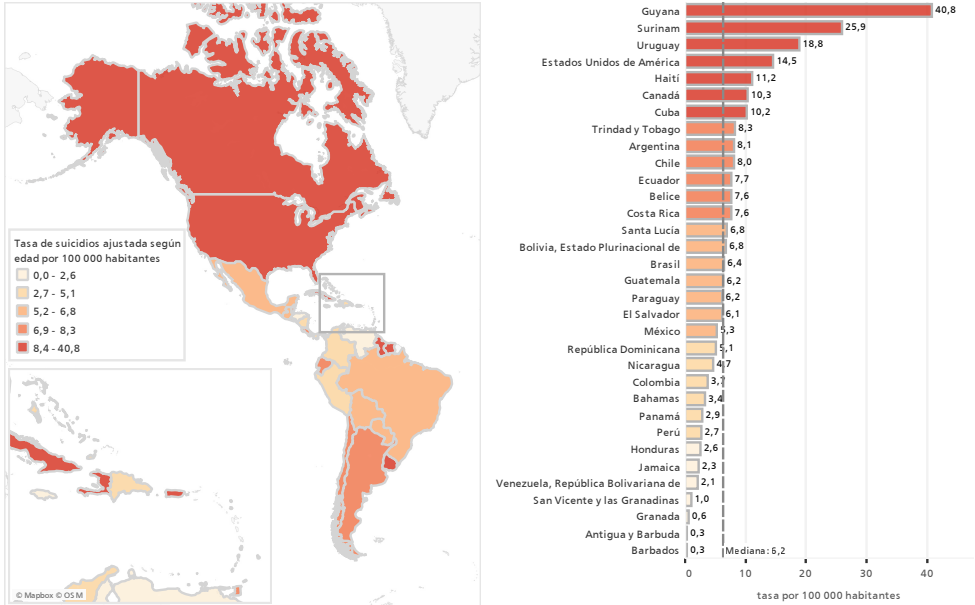 Tasa de suicidios ajustada según
edad por 100 000 habitantes
0,0 - 2,6
2,7 - 5,1
5,2 - 6,8
6,9 - 8,3
8,4 - 40,8
© Mapbox © OSM
Guyana 40,8
Surinam 25,9
Uruguay 18,8
Estados Unidos de América 14,5
Haití 11,2
Canadá 10,3
Cuba 10,2
Trindad y Tobago 8,3
Argentina 8,1
Chile 8,0
Ecuador 7,7
Belice 7,6
Costa Rica 7,6
Santa Lucía 6,8
Bolivia, Estado Plurinacional de 6,8
Brasil 6,4
Guatemala 6,2
Paraguay 6,2
El Salvador 6,1
México 5,3
República Dominicana 5,1
Nicaragua 4,7
Colombia
Bahamas 3,4
Panamá 2,9
Perú 2,7
Honduras 2,6
Jamaica 2,3
Venezuela, República Bolivariana de 2,1
San Vicente y las Granadinas 1,0
Granada 0,6
Antigua y Barbuda 0,3
Barbados 0,3
Mediana: 6,2
0 10 20 30 40
tasa por 100 000 habitantes